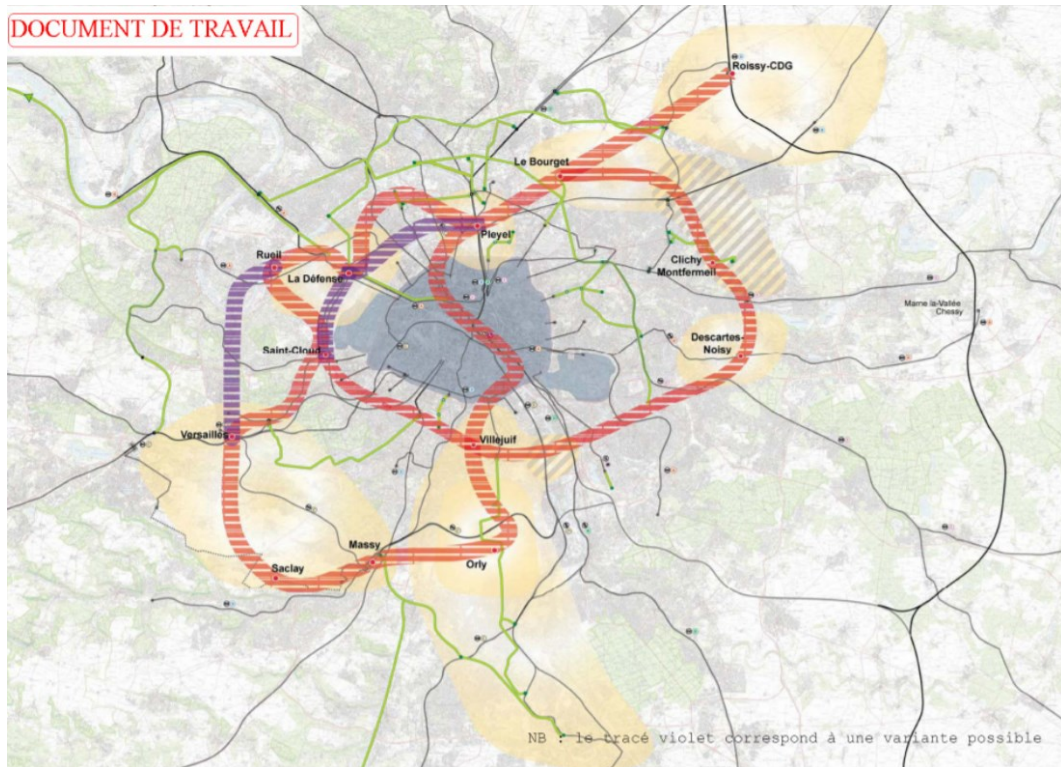 DOCUMENT DE TRAVAIL
Roissy-CDG
Le Bourget
Pleyel*
Rueil
La Défense
Clichy
Montfermeil
Marne la-Vallée
Chessy
Saint-Cloud
Descartes-
Noisy
Versailles
Villejuif
Massy
Orly
Saclay
NB : le tracé violet correspond à une variante possible